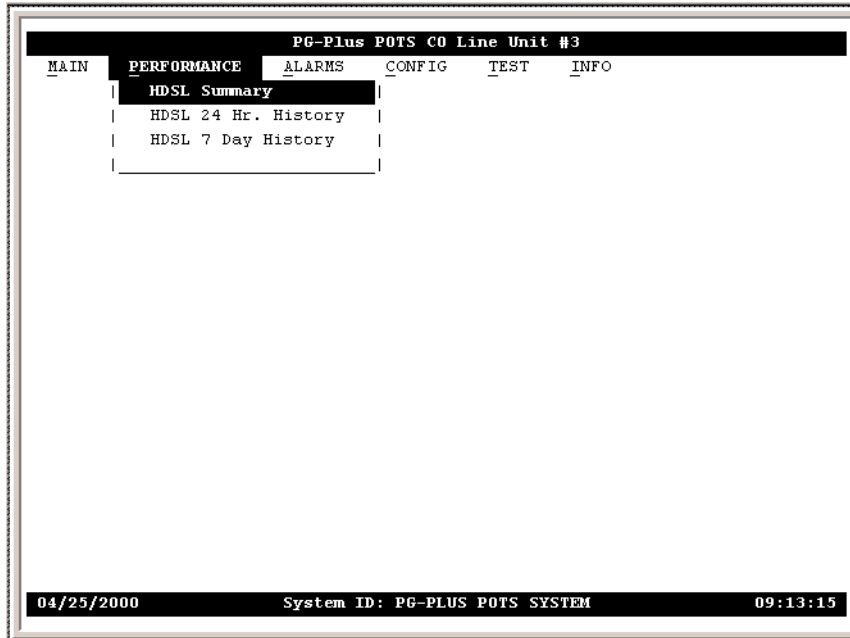 PG-Plus POTS CO Line Unit #3
MAIN PERFORMANCE ALARMS CONFIG TEST INFO
HDSL Summary
HDSL 24 Hr. History
HDSL 7 Day History
04/25/2000 System ID: PG-PLUS POTS SYSTEM 09:13:15